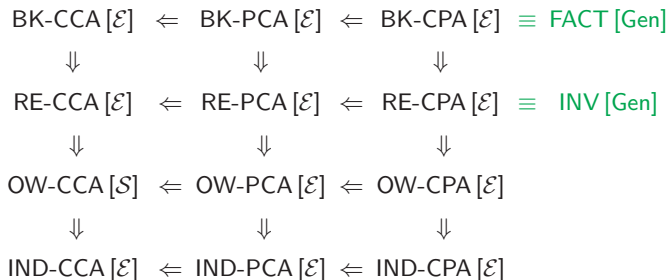 BK-CCA [ℰ] ⇐ BK-PCA [ℰ] ⇐ BK-CPA [ℰ] ≡ FACT [Gen]
⇓ ⇓ ⇓
RE-CCA [ℰ] ⇐ RE-PCA [ℰ] ⇐ RE-CPA [ℰ] ≡ INV [Gen]
⇓ ⇓ ⇓
OW-CCA [𝒮] ⇐ OW-PCA [ℰ] ⇐ OW-CPA [ℰ]
⇓ ⇓ ⇓
IND-CCA [ℰ] ⇐ IND-PCA [ℰ] ⇐ IND-CPA [ℰ]